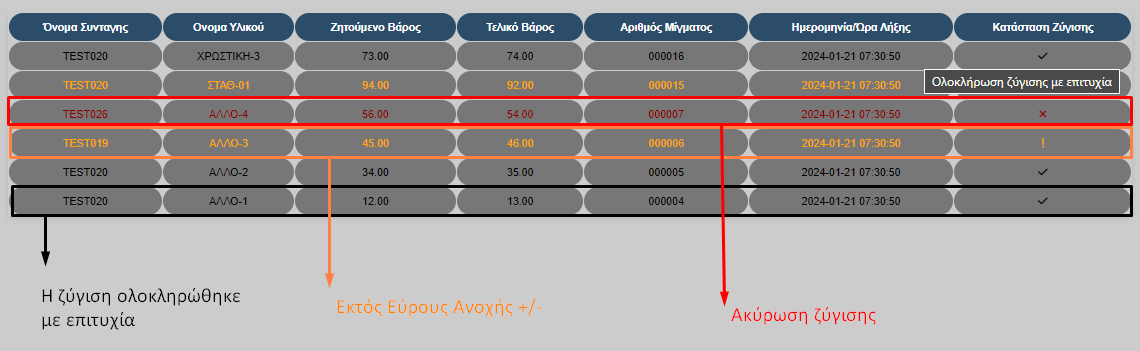 Όνομα Συνταγης Ονομα Υλικού Ζητούμενο Βάρος Τελικό Βάρος Αριθμός Μίγματος Ημερομηνία/Ώρα Λήξης Κατάσταση Ζύγισης
TEST020 ΧΡΩΣΤΙΚΗ-3 73.00 74.00 000016 2024-01-21 07:30:50 ✓
TEST020 ΣΤΑΘ-01 94.00 92.00 000015 2024-01-21 07:30:50
Ολοκλήρωση ζύγισης με επιτυχία
TEST026 ΑΛΛΟ-4 56.00 54.00 000007 2024-01-21 07:30:50 ✕
TEST019 ΑΛΛΟ-3 45.00 46.00 000006 2024-01-21 07:30:50 !
TEST020 ΑΛΛΟ-2 34.00 35.00 000005 2024-01-21 07:30:50 ✓
TEST020 ΑΛΛΟ-1 12.00 13.00 000004 2024-01-21 07:30:50 ✓
Η ζύγιση ολοκληρώθηκε
με επιτυχία
Εκτός Εύρους Ανοχής +/-
Ακύρωση ζύγισης